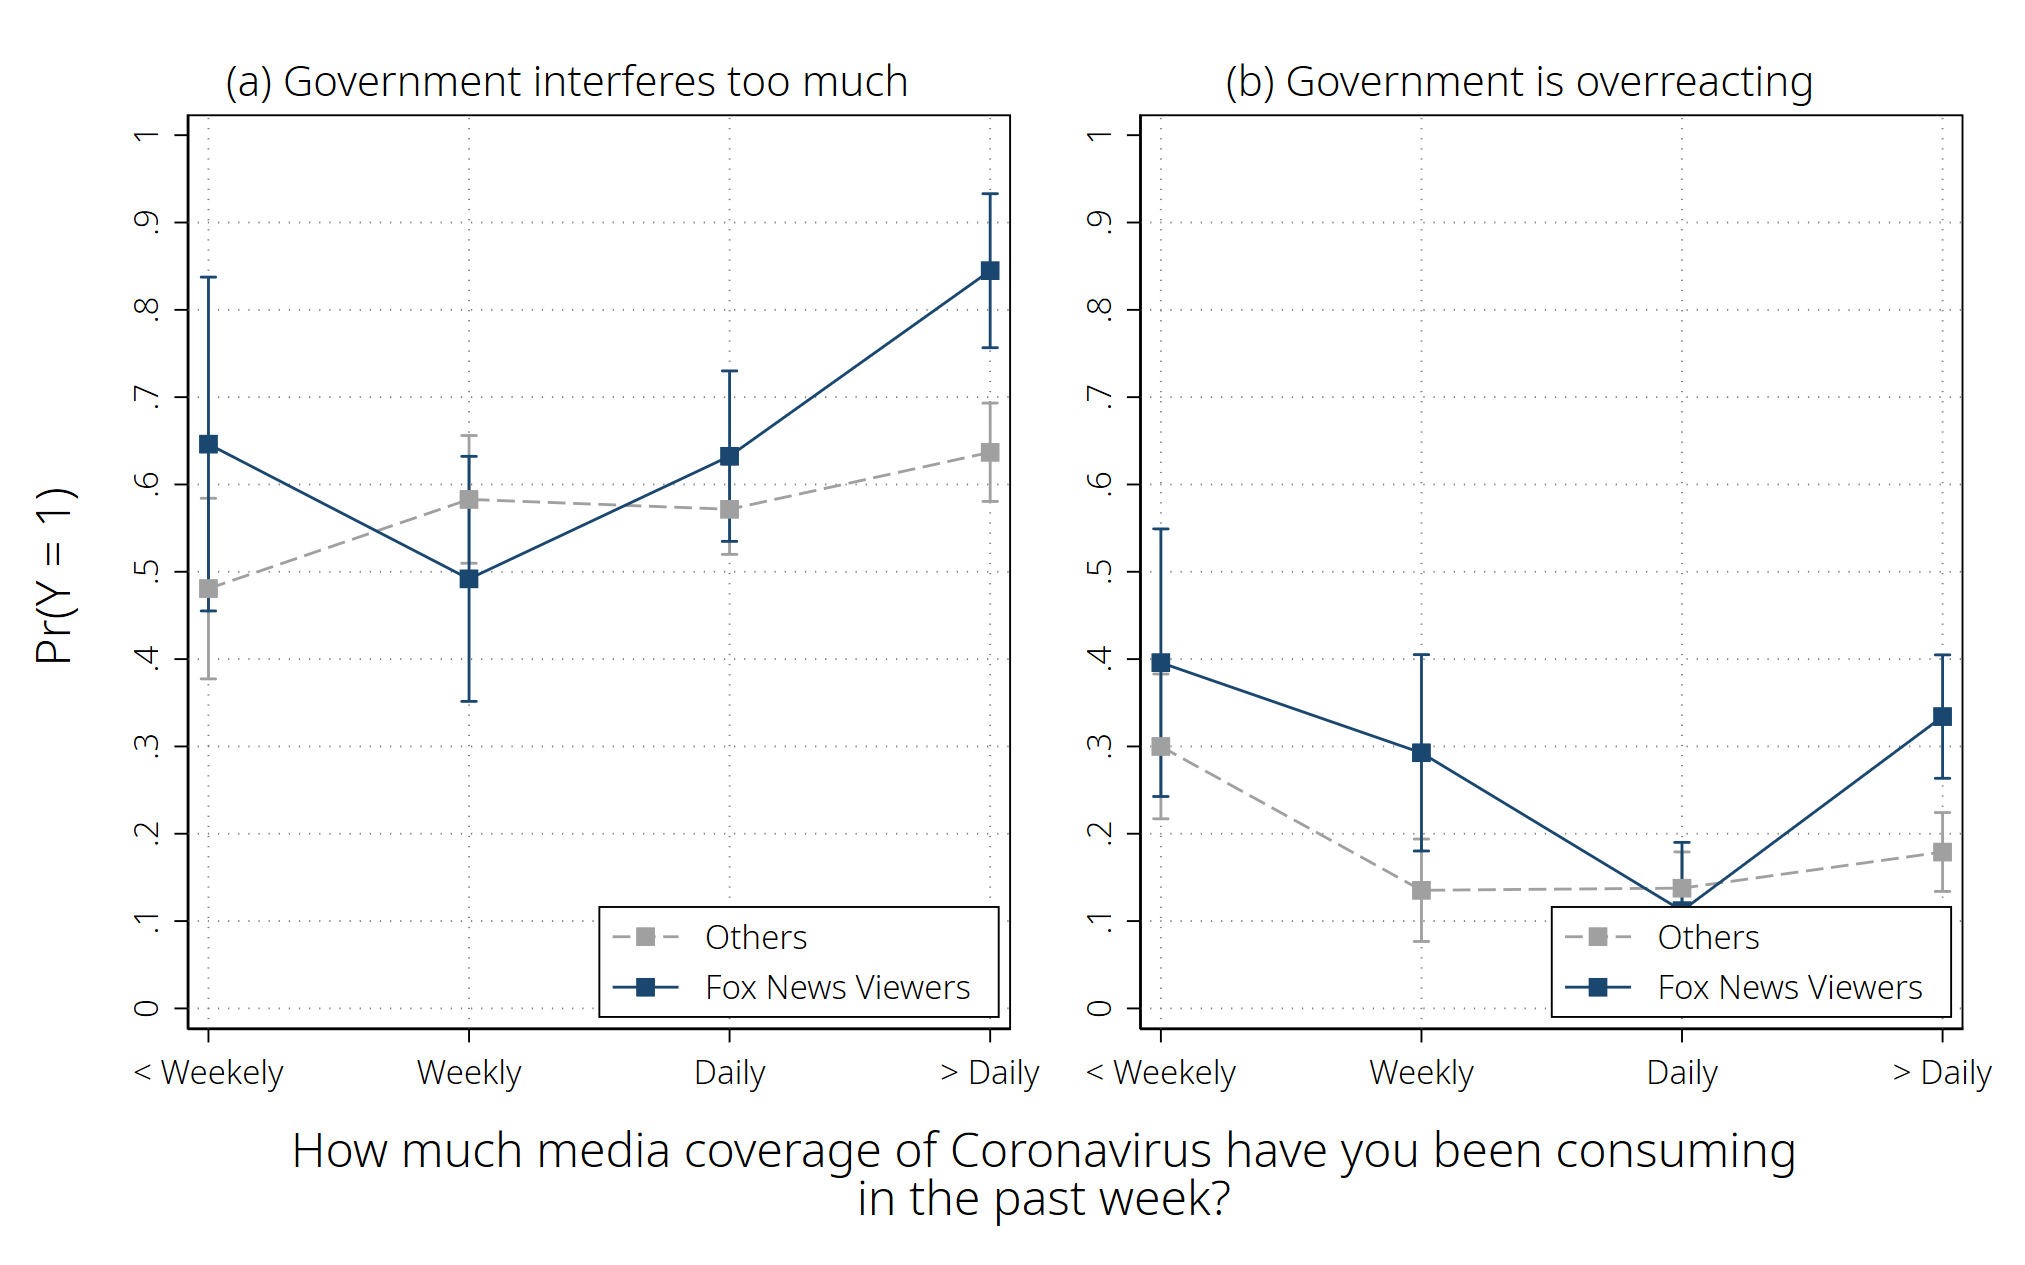 (a) Government interferes too much
(b) Government is overreacting
Pr(Y = 1)
1
.9
.8
.7
.6
.5
.4
.3
.2
.1
0
Others
Fox News Viewers
< Weekely
Weekly
Daily
> Daily
1
.9
.8
.7
.6
.5
.4
.3
.2
.1
0
Others
Fox News Viewers
< Weekely
Weekly
Daily
> Daily
How much media coverage of Coronavirus have you been consuming
in the past week?